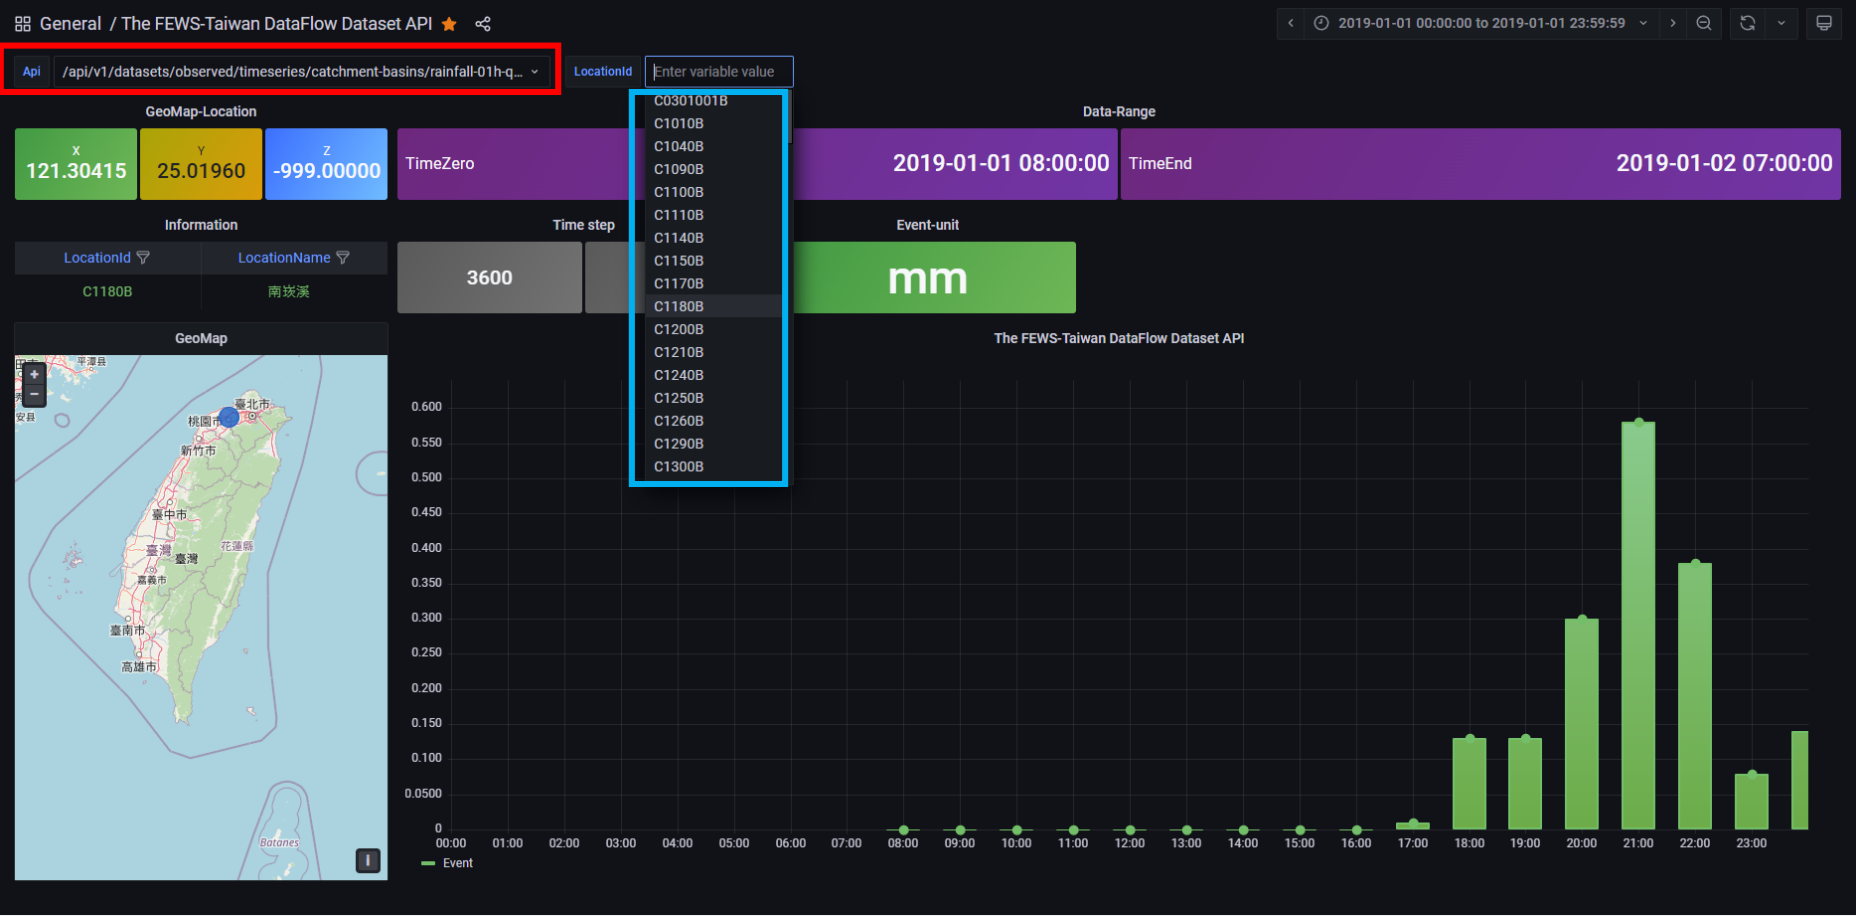 General / The FEWS-Taiwan DataFlow Dataset API
2019-01-01 00:00:00 to 2019-01-01 23:59:59
Api
/api/v1/datasets/observed/timeseries/catchment-basins/rainfall-01h-q...
LocationId
Enter variable value
C0301001B
C1010B
C1040B
C1090B
C1100B
C1110B
C1140B
C1150B
C1170B
C1180B
C1200B
C1210B
C1240B
C1250B
C1260B
C1290B
C1300B
GeoMap-Location
X
121.30415
Y
25.01960
Z
-999.00000
Data-Range
TimeZero
2019-01-01 08:00:00
TimeEnd
2019-01-02 07:00:00
Information
LocationId
LocationName
C1180B
南崁溪
Time step
3600
Event-unit
mm
GeoMap
+
−
平潭县
安县
臺北市
桃園市
新竹市
臺中市
臺灣
臺灣
花蓮縣
嘉義市
臺南市
高雄市
Batanes
i
The FEWS-Taiwan DataFlow Dataset API
0.600
0.550
0.500
0.450
0.400
0.350
0.300
0.250
0.200
0.150
0.100
0.0500
0
00:00 01:00 02:00 03:00 04:00 05:00 06:00 07:00 08:00 09:00 10:00 11:00 12:00 13:00 14:00 15:00 16:00 17:00 18:00 19:00 20:00 21:00 22:00 23:00
Event